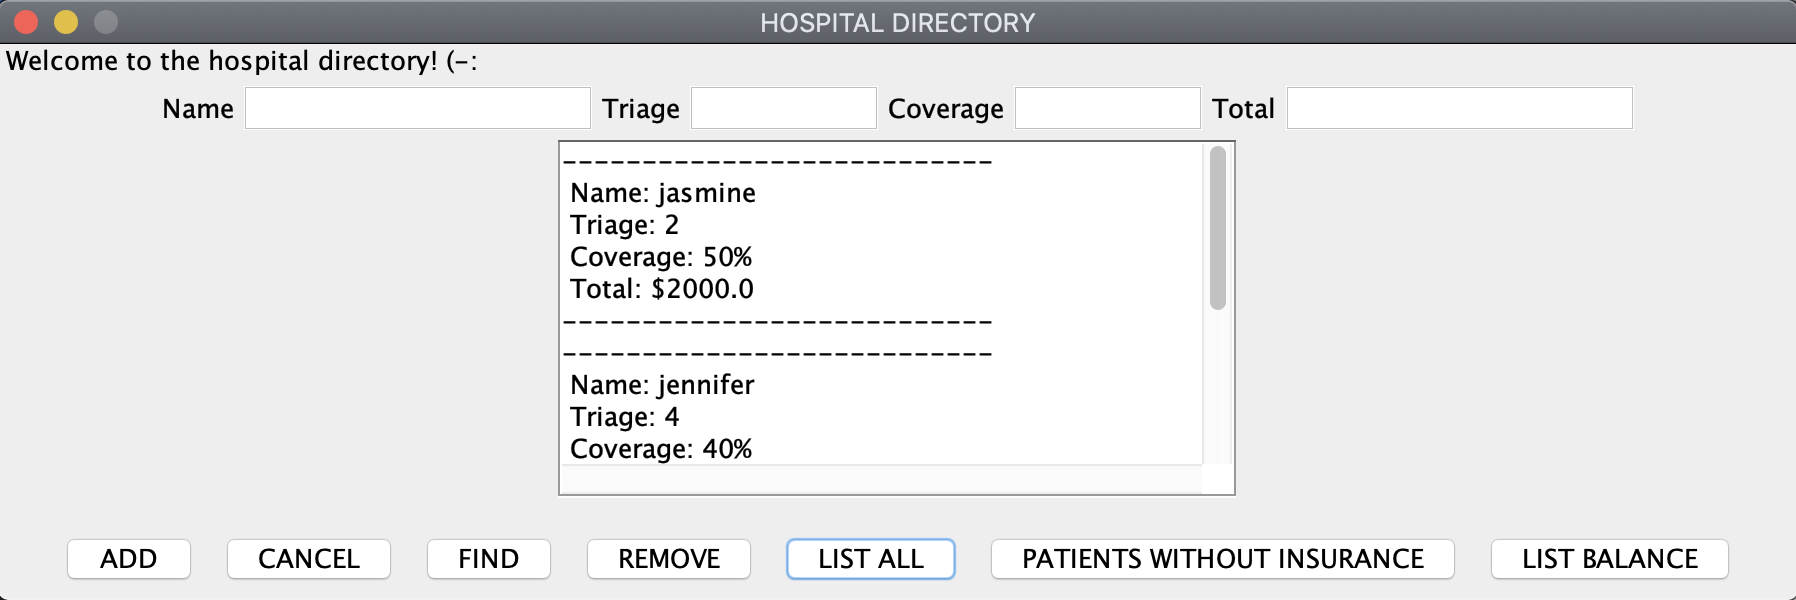 HOSPITAL DIRECTORY
Welcome to the hospital directory! (-:
Name Triage Coverage Total
---------------------------
Name: jasmine
Triage: 2
Coverage: 50%
Total: $2000.0
---------------------------
---------------------------
Name: jennifer
Triage: 4
Coverage: 40%
ADD CANCEL FIND REMOVE LIST ALL PATIENTS WITHOUT INSURANCE LIST BALANCE